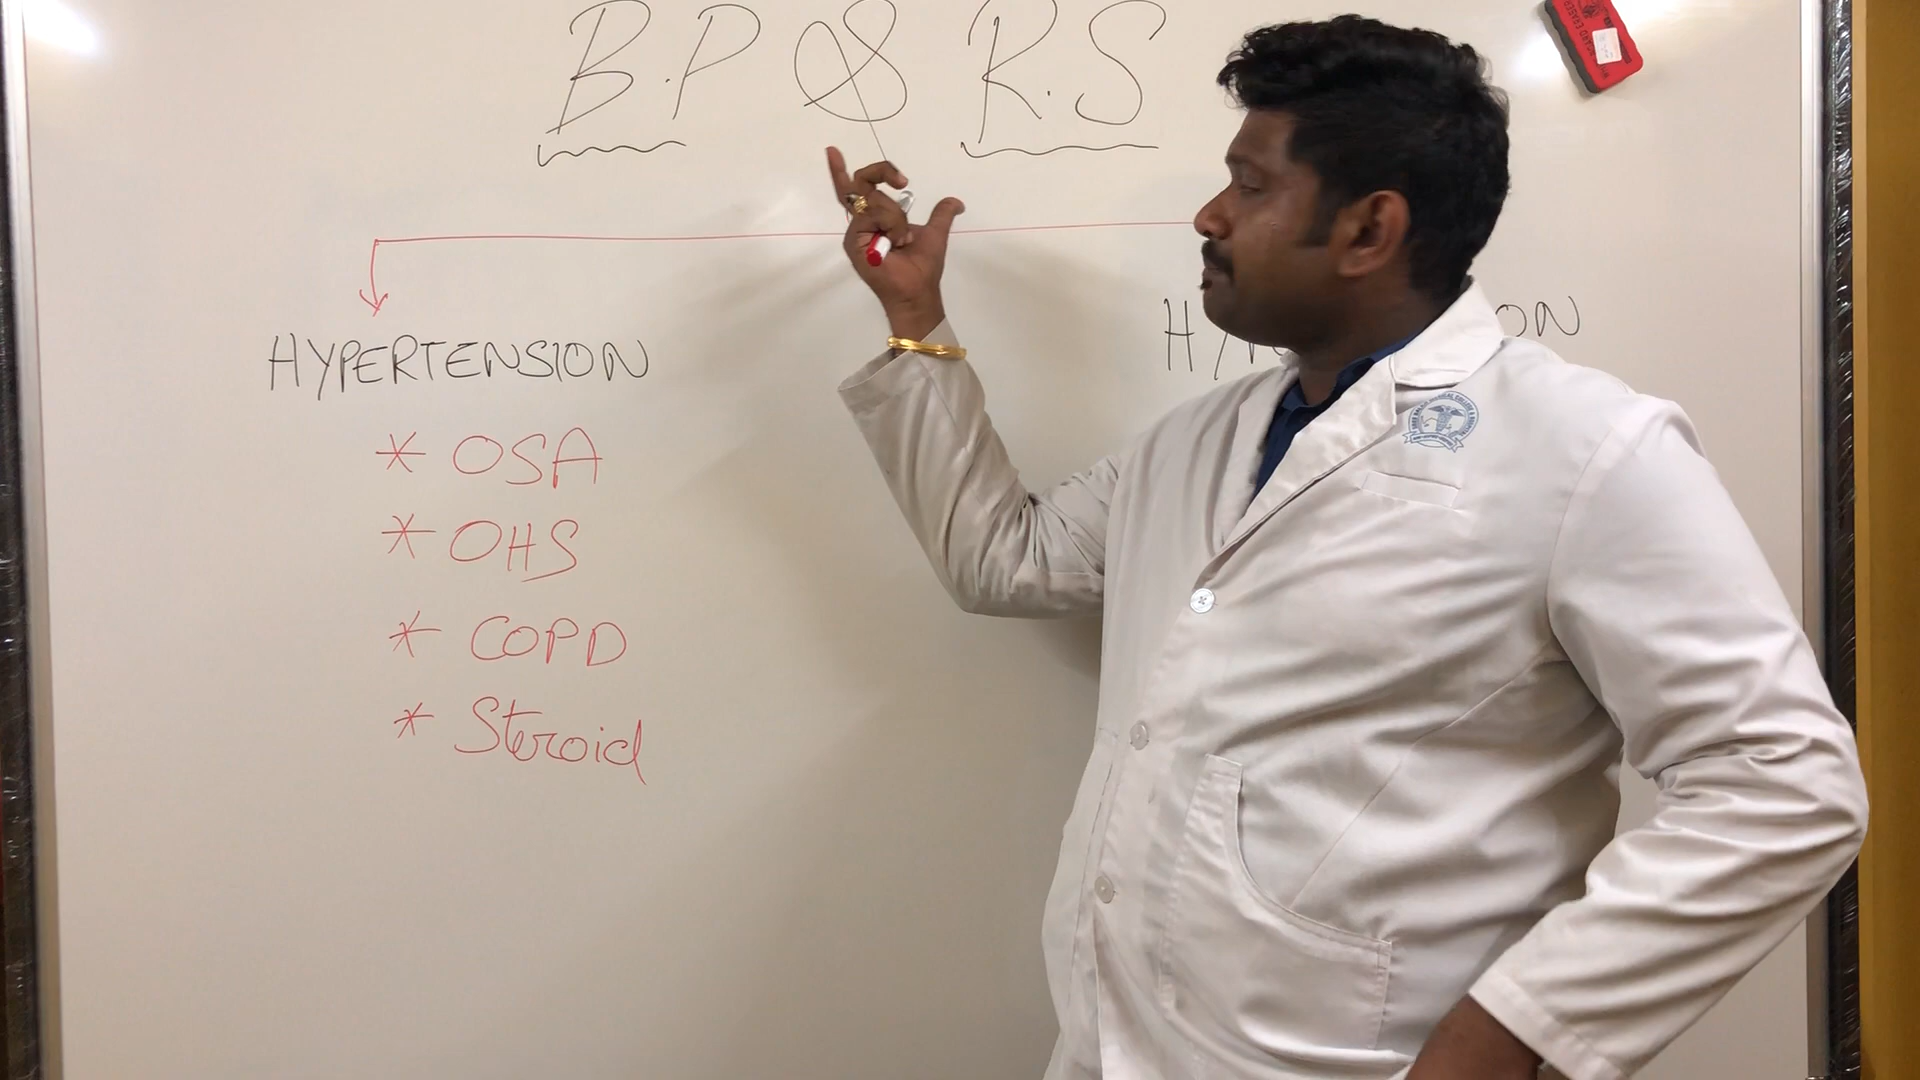 B.P & R.S
HYPERTENSION
* OSA
* OHS
* COPD
* Steroid